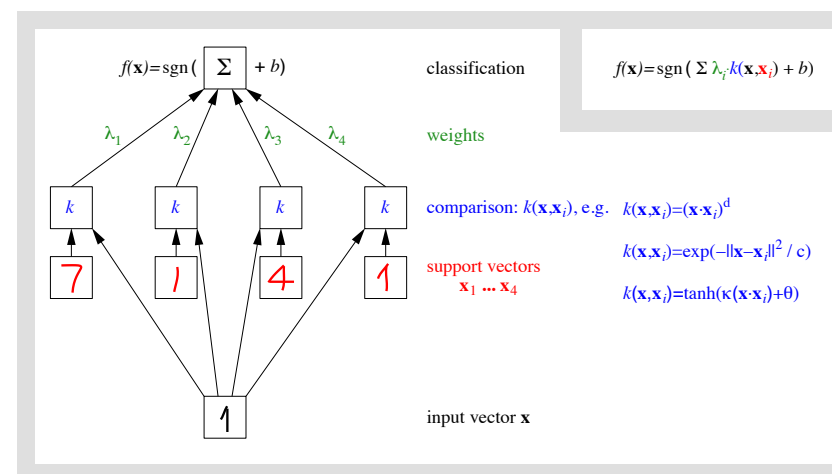 f(x)=sgn( Σ + b)
classification
f(x)=sgn( Σ λᵢ·k(x,xᵢ) + b)
λ₁ λ₂ λ₃ λ₄
weights
k k k k
comparison: k(x,xᵢ), e.g. k(x,xᵢ)=(x·xᵢ)ᵈ
k(x,xᵢ)=exp(−||x−xᵢ||² / c)
7 1 4 1
support vectors
x₁ ... x₄
k(x,xᵢ)=tanh(κ(x·xᵢ)+θ)
1
input vector x